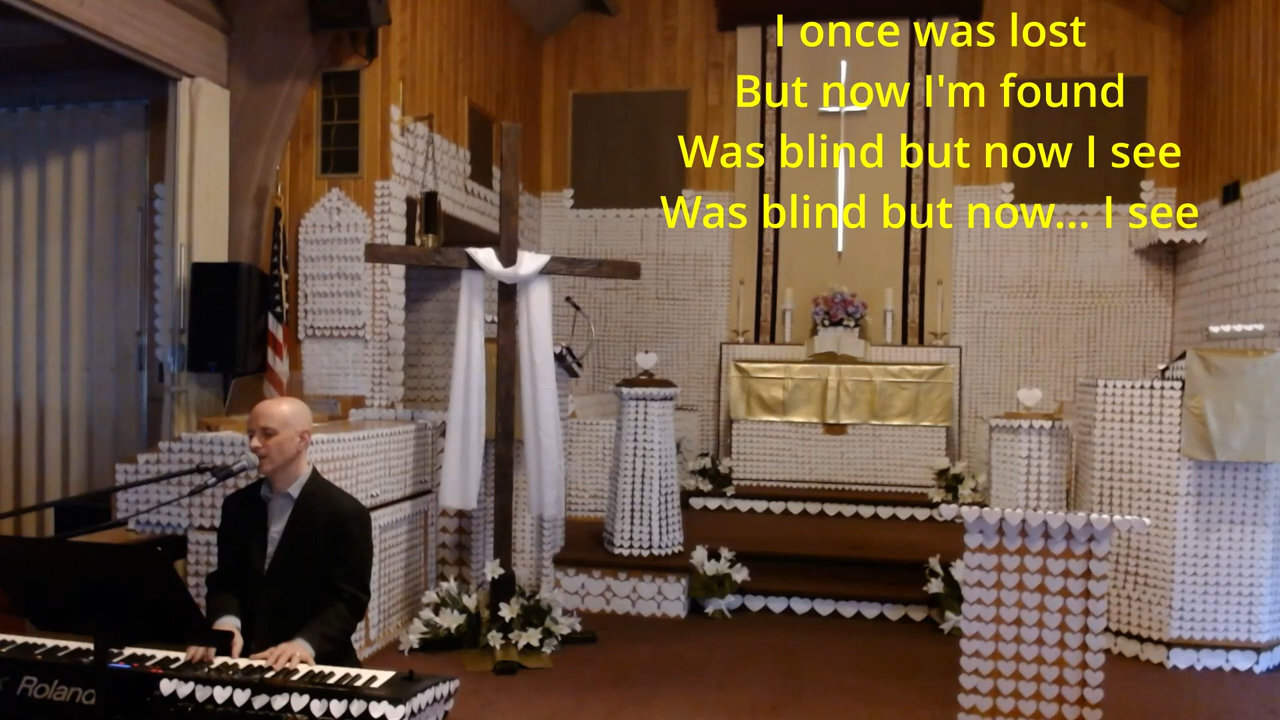 I once was lost
But now I'm found
Was blind but now I see
Was blind but now... I see
Roland